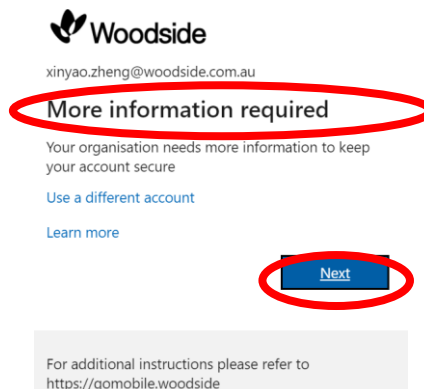 Woodside
xinyao.zheng@woodside.com.au
More information required
Your organisation needs more information to keep
your account secure
Use a different account
Learn more
Next
For additional instructions please refer to
https://gomobile.woodside